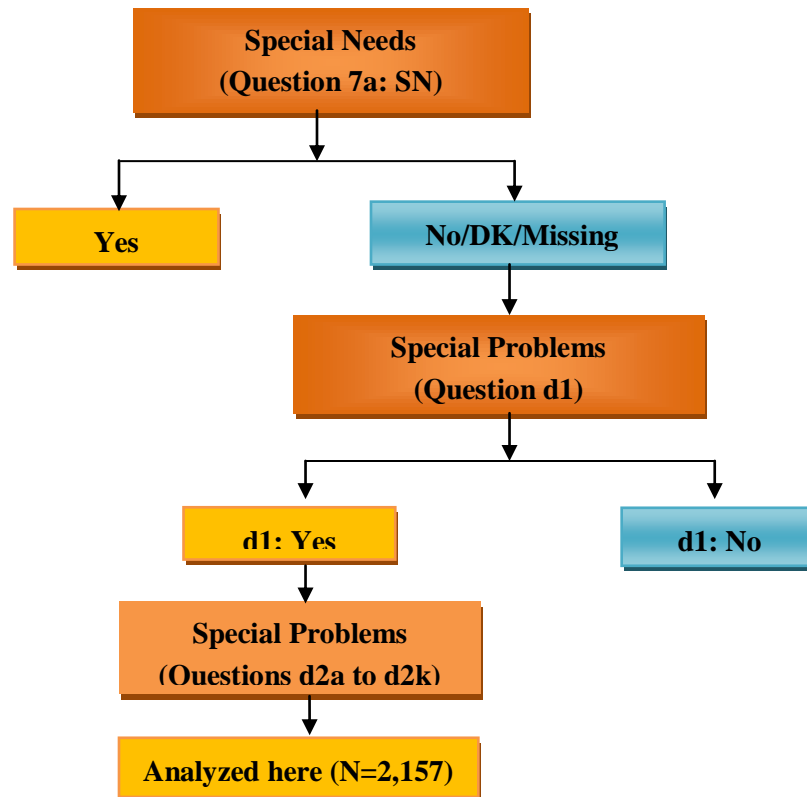 Special Needs
(Question 7a: SN)
Yes
No/DK/Missing
Special Problems
(Question d1)
d1: Yes
d1: No
Special Problems
(Questions d2a to d2k)
Analyzed here (N=2,157)